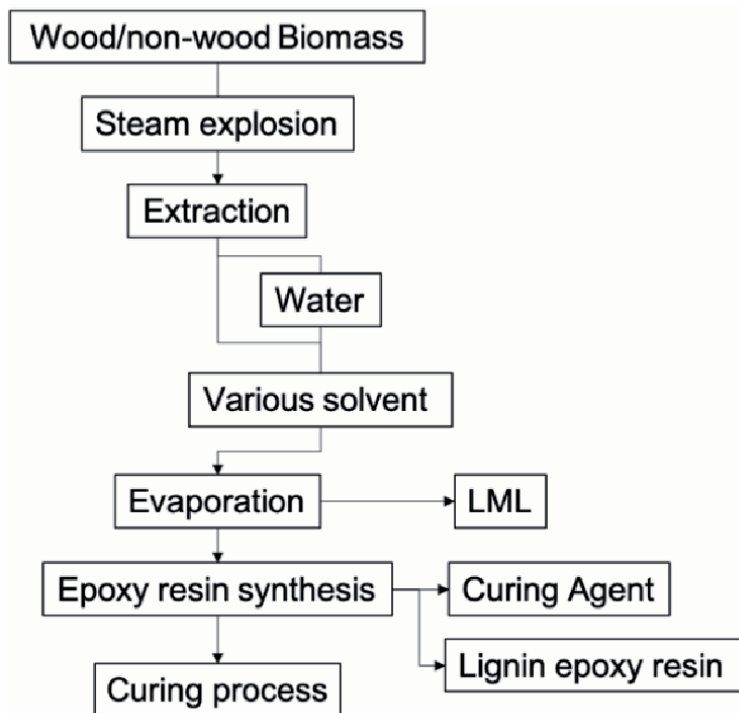 Wood/non-wood Biomass
Steam explosion
Extraction
Water
Various solvent
Evaporation
LML
Epoxy resin synthesis
Curing Agent
Lignin epoxy resin
Curing process